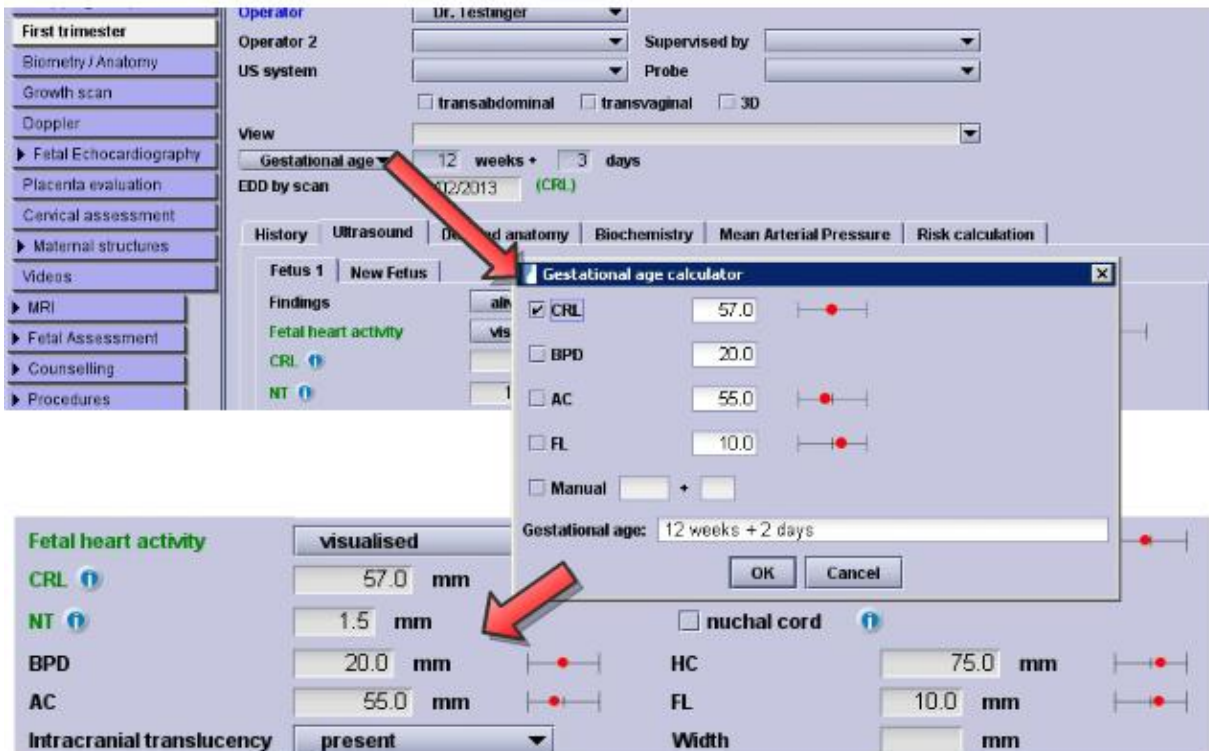 First trimester
Biometry / Anatomy
Growth scan
Doppler
Fetal Echocardiography
Placenta evaluation
Cervical assessment
Maternal structures
Videos
MRI
Fetal Assessment
Counselling
Procedures
Operator Dr. Testinger
Operator 2 Supervised by
US system Probe
transabdominal transvaginal 3D
View
Gestational age 12 weeks + 3 days
EDD by scan 02/2013 (CRL)
History Ultrasound anatomy Biochemistry Mean Arterial Pressure Risk calculation
Fetus 1 New Fetus
Findings
Fetal heart activity
CRL
NT
Gestational age calculator
CRL 57.0
BPD 20.0
AC 55.0
FL 10.0
Manual +
Gestational age: 12 weeks + 2 days
OK Cancel
Fetal heart activity visualised
CRL 57.0 mm
NT 1.5 mm nuchal cord
BPD 20.0 mm HC 75.0 mm
AC 55.0 mm FL 10.0 mm
Intracranial translucency present Width mm